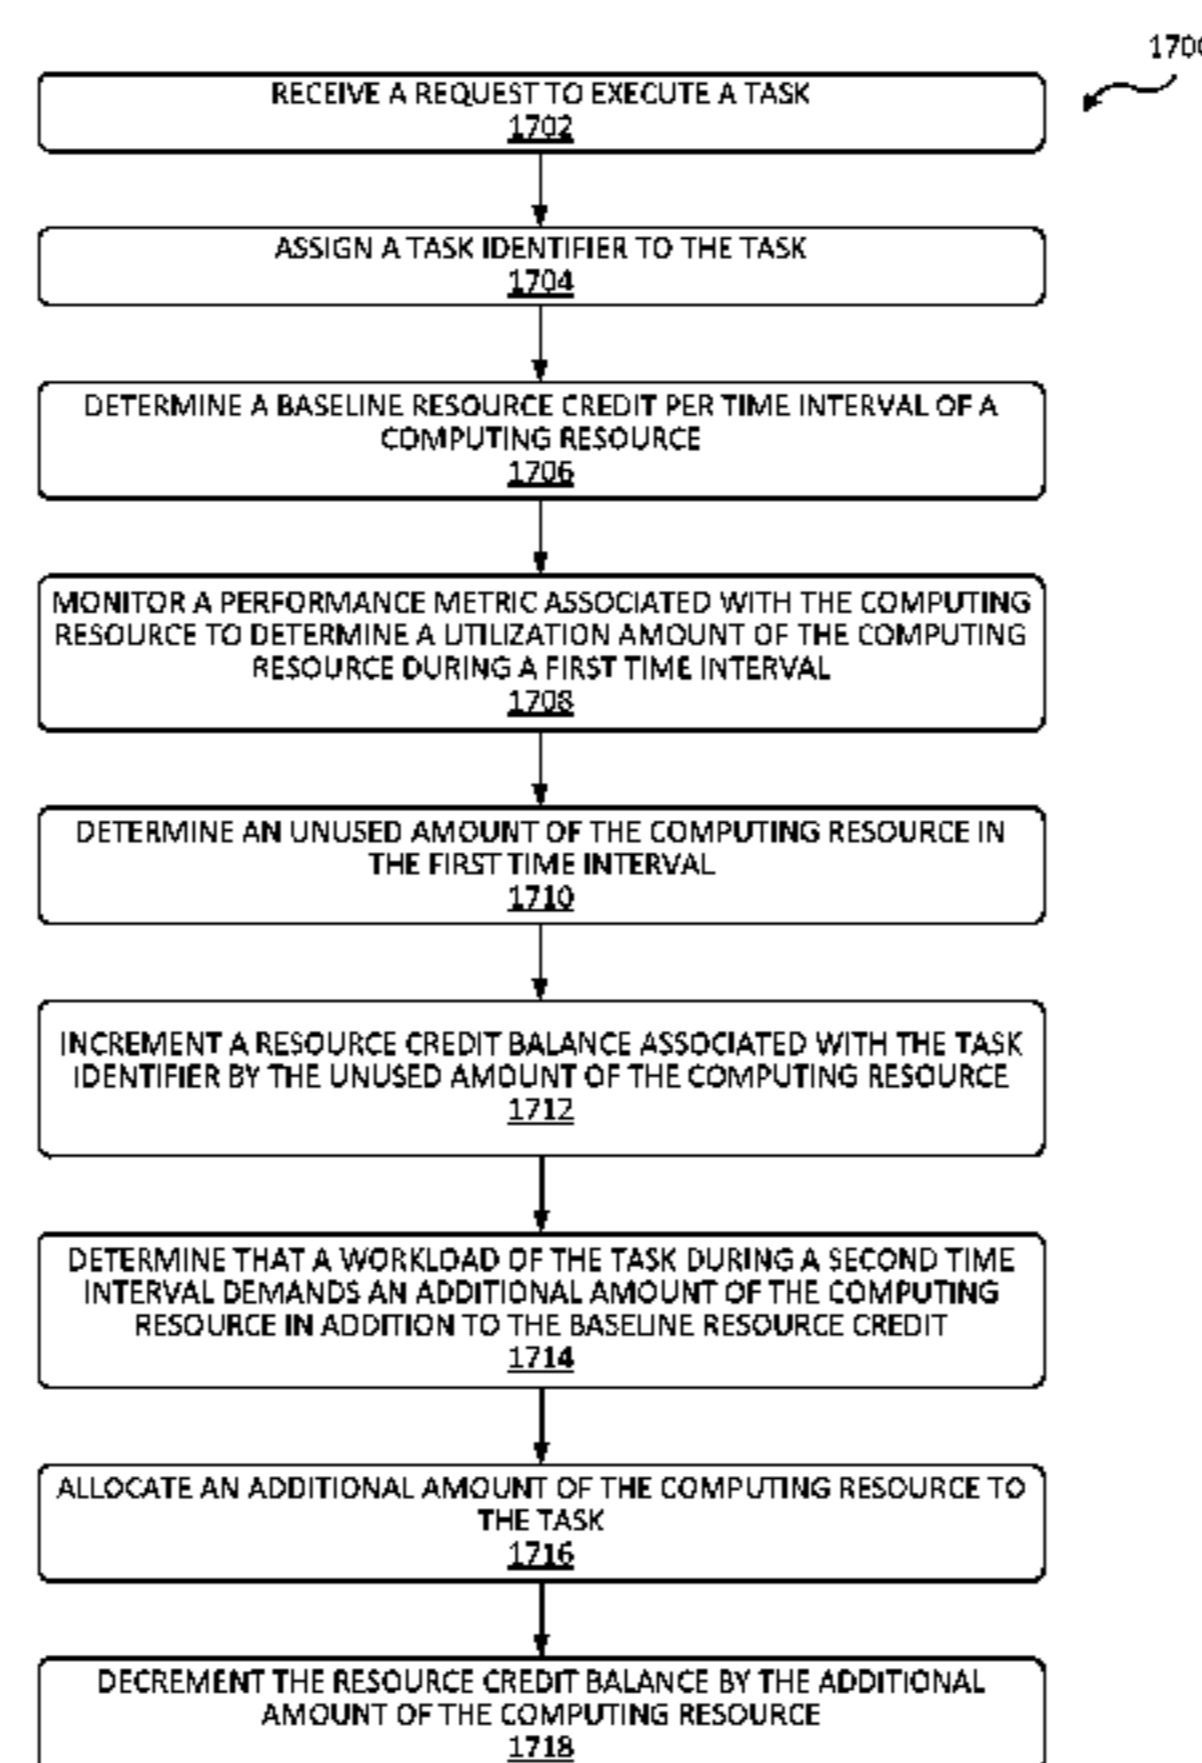 1700
RECEIVE A REQUEST TO EXECUTE A TASK
1702
ASSIGN A TASK IDENTIFIER TO THE TASK
1704
DETERMINE A BASELINE RESOURCE CREDIT PER TIME INTERVAL OF A
COMPUTING RESOURCE
1706
MONITOR A PERFORMANCE METRIC ASSOCIATED WITH THE COMPUTING
RESOURCE TO DETERMINE A UTILIZATION AMOUNT OF THE COMPUTING
RESOURCE DURING A FIRST TIME INTERVAL
1708
DETERMINE AN UNUSED AMOUNT OF THE COMPUTING RESOURCE IN
THE FIRST TIME INTERVAL
1710
INCREMENT A RESOURCE CREDIT BALANCE ASSOCIATED WITH THE TASK
IDENTIFIER BY THE UNUSED AMOUNT OF THE COMPUTING RESOURCE
1712
DETERMINE THAT A WORKLOAD OF THE TASK DURING A SECOND TIME
INTERVAL DEMANDS AN ADDITIONAL AMOUNT OF THE COMPUTING
RESOURCE IN ADDITION TO THE BASELINE RESOURCE CREDIT
1714
ALLOCATE AN ADDITIONAL AMOUNT OF THE COMPUTING RESOURCE TO
THE TASK
1716
DECREMENT THE RESOURCE CREDIT BALANCE BY THE ADDITIONAL
AMOUNT OF THE COMPUTING RESOURCE
1718